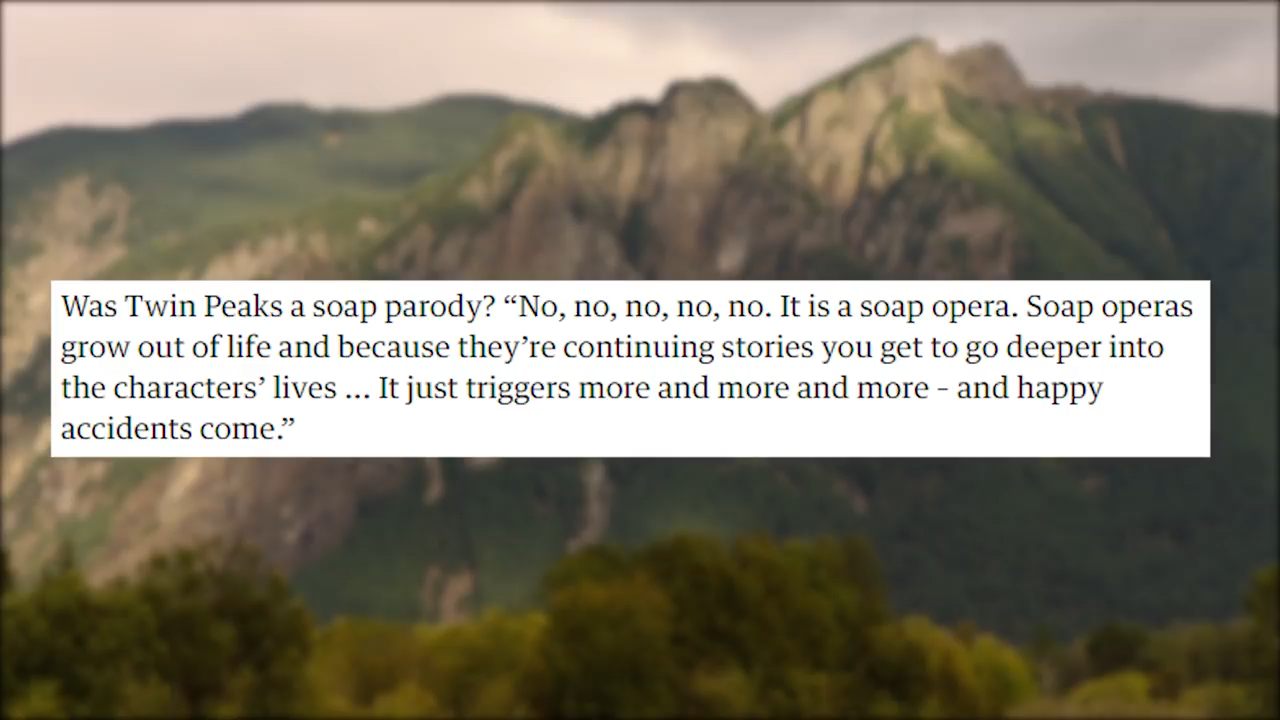 Was Twin Peaks a soap parody? “No, no, no, no, no. It is a soap opera. Soap operas
grow out of life and because they’re continuing stories you get to go deeper into
the characters’ lives ... It just triggers more and more and more – and happy
accidents come.”